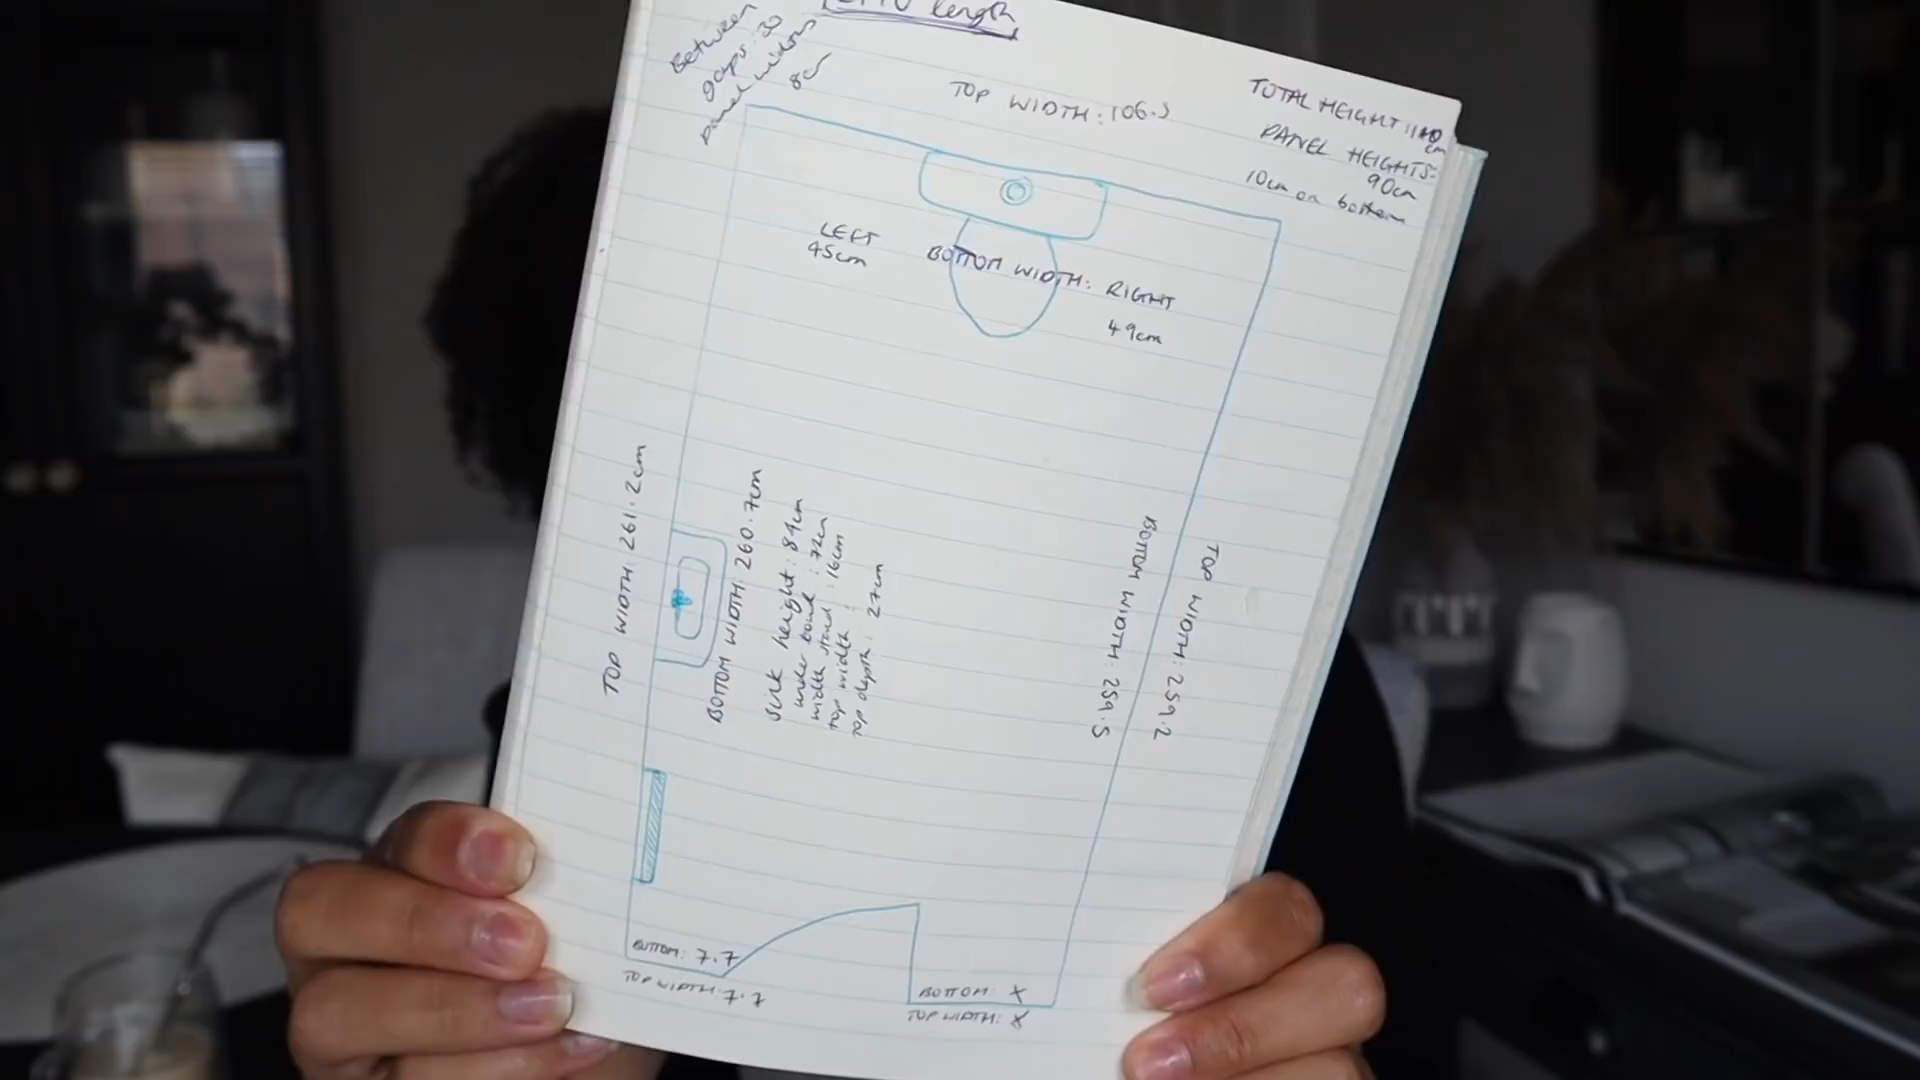 length
Between
gaps: 30
panel widths
8cm
TOP WIDTH: 106.5
TOTAL HEIGHT: 110
cm
PANEL HEIGHTS:
90cm
10cm on bottom
LEFT
45cm
BOTTOM WIDTH: RIGHT
49cm
TOP WIDTH: 261.2cm
BOTTOM WIDTH: 260.7cm
sink height: 84cm
under bowl: 72cm
width stand: 16cm
top width:
top depth: 27cm
BOTTOM WIDTH: 259.5
TOP WIDTH: 259.2
BOTTOM: 7.7
TOP WIDTH: 7.7
BOTTOM: X
TOP WIDTH: X